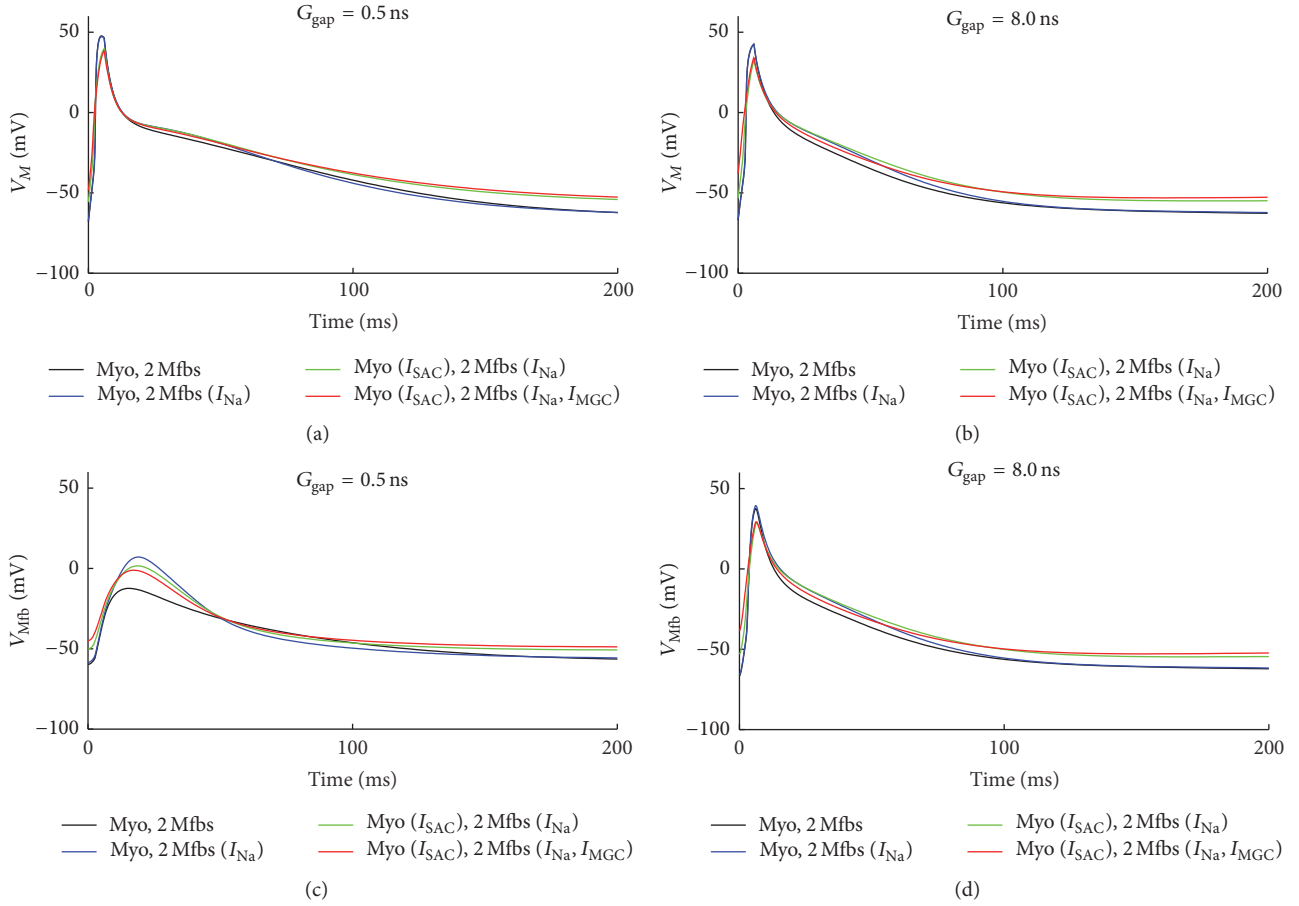 G_gap = 0.5 ns
50
0
−50
−100
V_M (mV)
0
100
200
Time (ms)
Myo, 2 Mfbs
Myo, 2 Mfbs (I_Na)
Myo (I_SAC), 2 Mfbs (I_Na)
Myo (I_SAC), 2 Mfbs (I_Na, I_MGC)
(a)
G_gap = 8.0 ns
50
0
−50
−100
V_M (mV)
0
100
200
Time (ms)
Myo, 2 Mfbs
Myo, 2 Mfbs (I_Na)
Myo (I_SAC), 2 Mfbs (I_Na)
Myo (I_SAC), 2 Mfbs (I_Na, I_MGC)
(b)
G_gap = 0.5 ns
50
0
−50
−100
V_Mfb (mV)
0
100
200
Time (ms)
Myo, 2 Mfbs
Myo, 2 Mfbs (I_Na)
Myo (I_SAC), 2 Mfbs (I_Na)
Myo (I_SAC), 2 Mfbs (I_Na, I_MGC)
(c)
G_gap = 8.0 ns
50
0
−50
−100
V_Mfb (mV)
0
100
200
Time (ms)
Myo, 2 Mfbs
Myo, 2 Mfbs (I_Na)
Myo (I_SAC), 2 Mfbs (I_Na)
Myo (I_SAC), 2 Mfbs (I_Na, I_MGC)
(d)